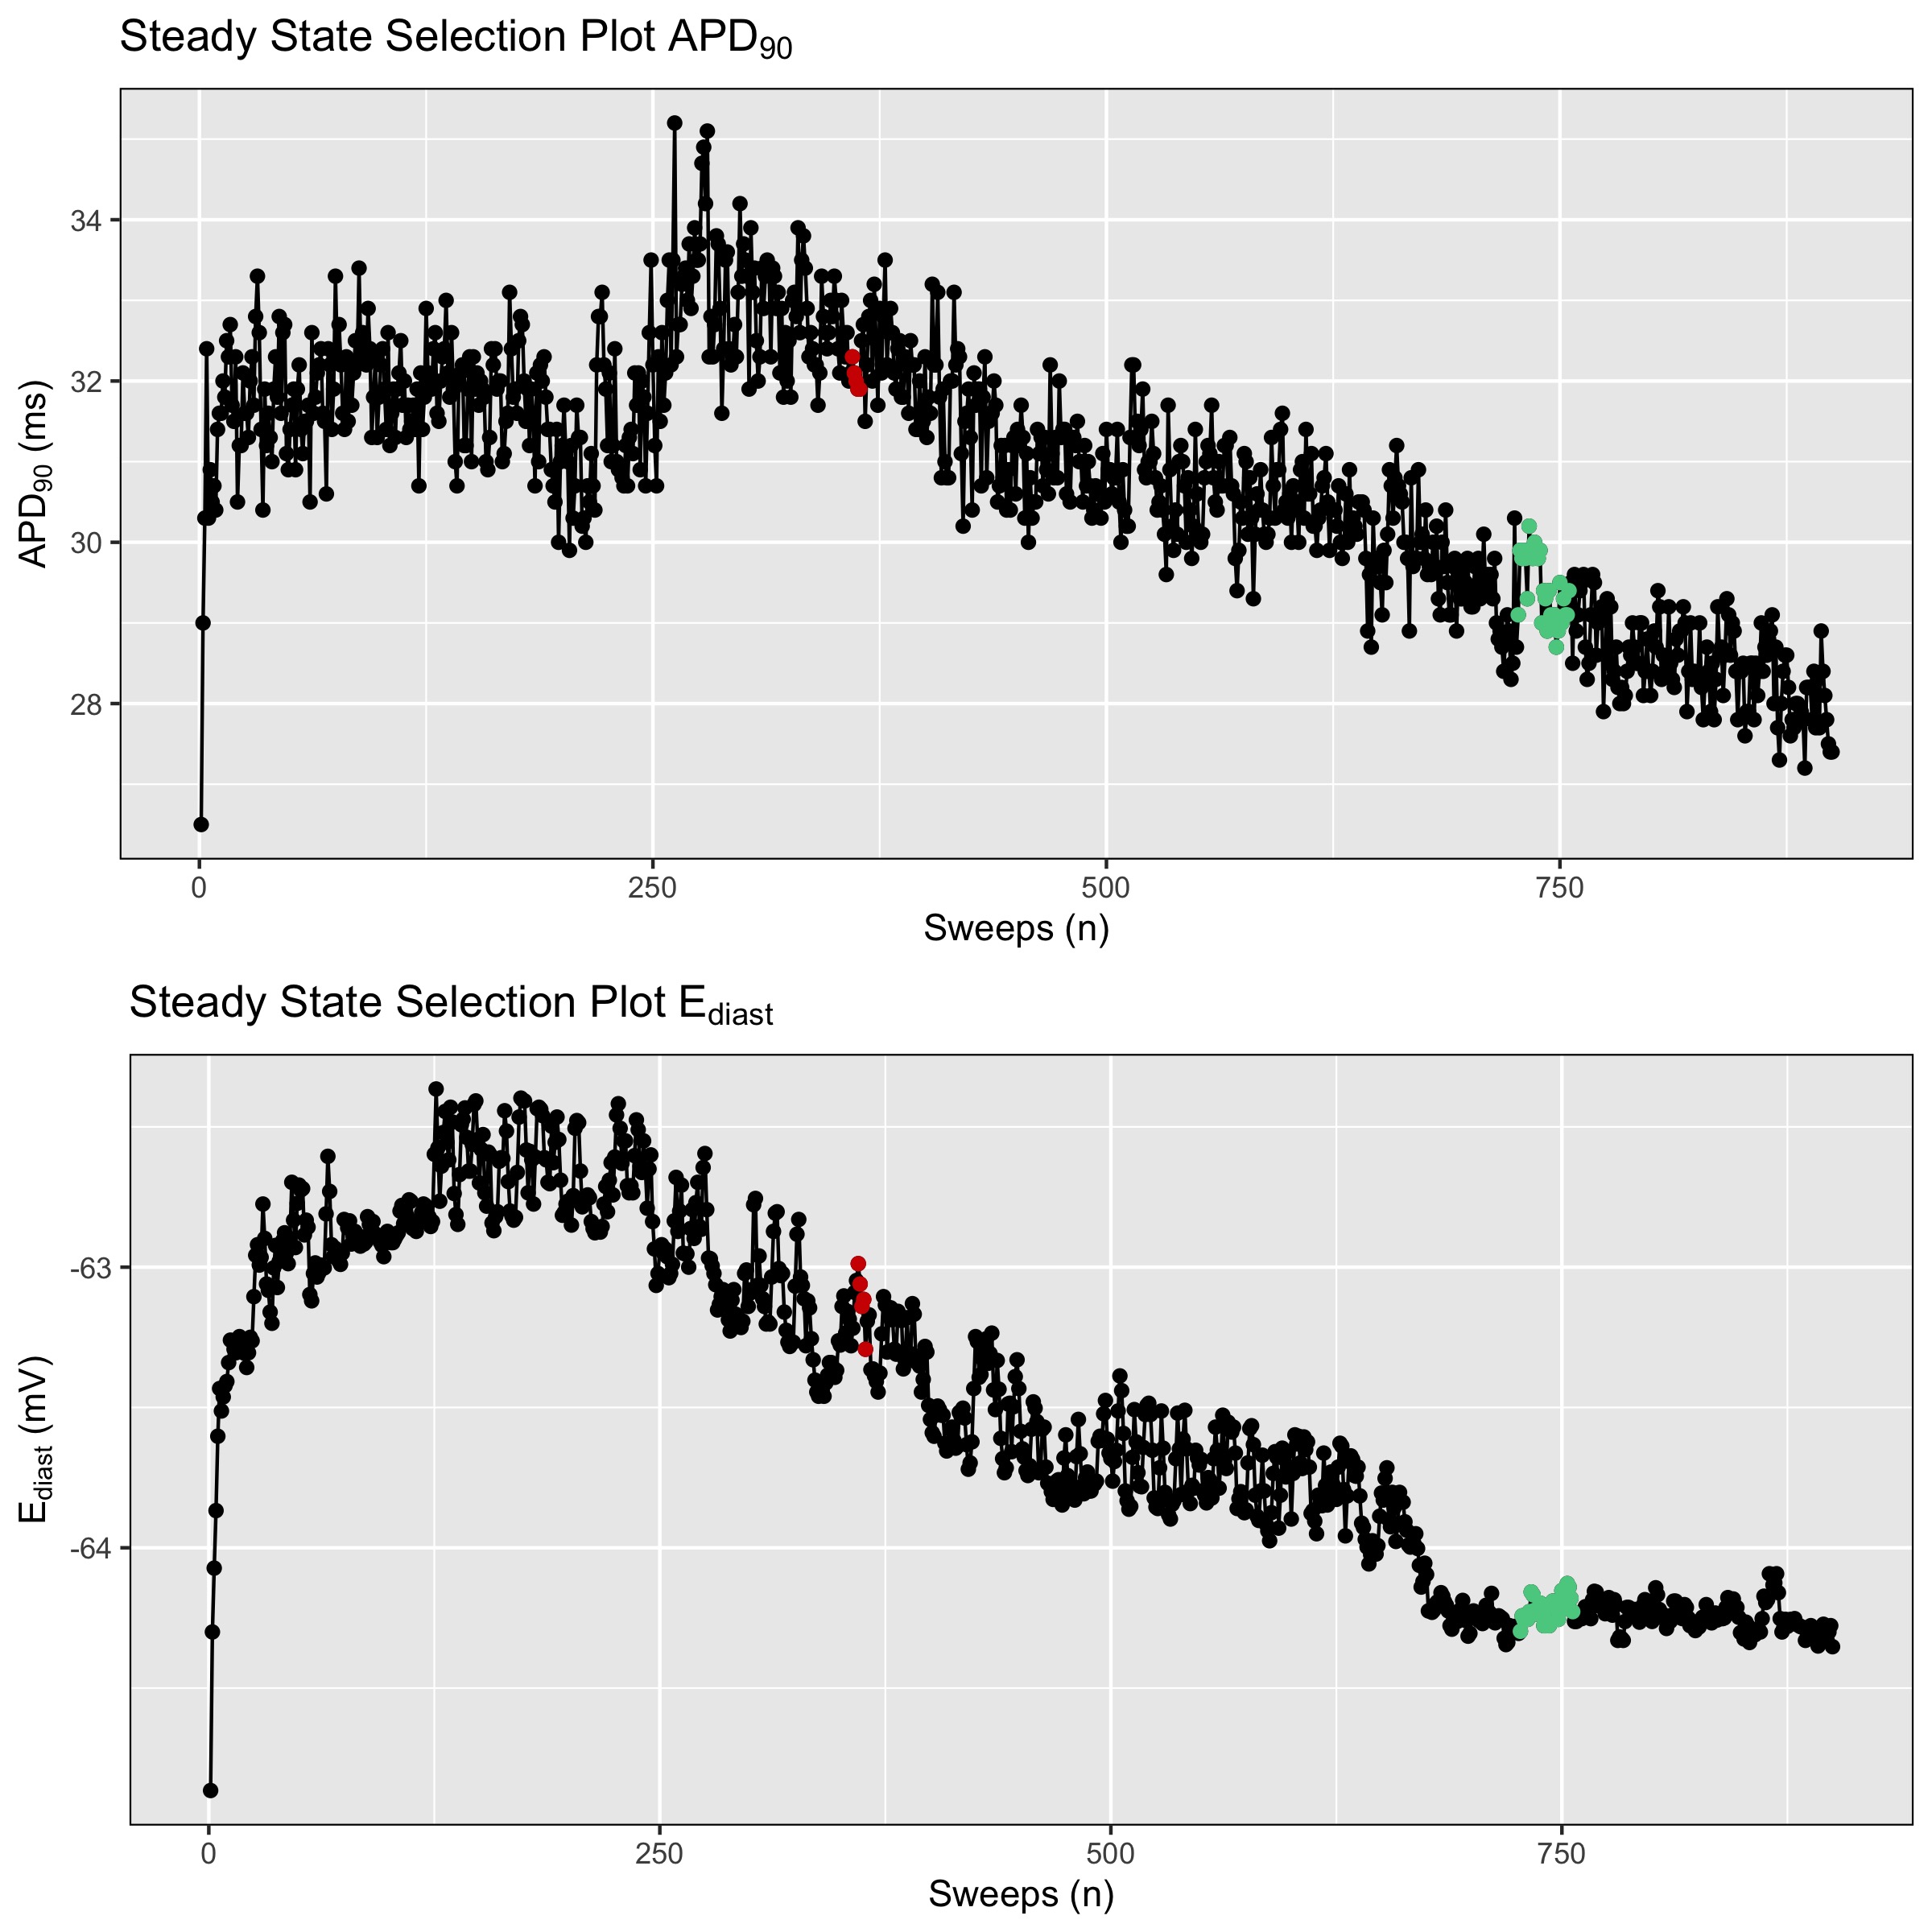 Steady State Selection Plot APD90
34
32
30
28
APD90 (ms)
0 250 500 750
Sweeps (n)
Steady State Selection Plot Ediast
-63
-64
Ediast (mV)
0 250 500 750
Sweeps (n)